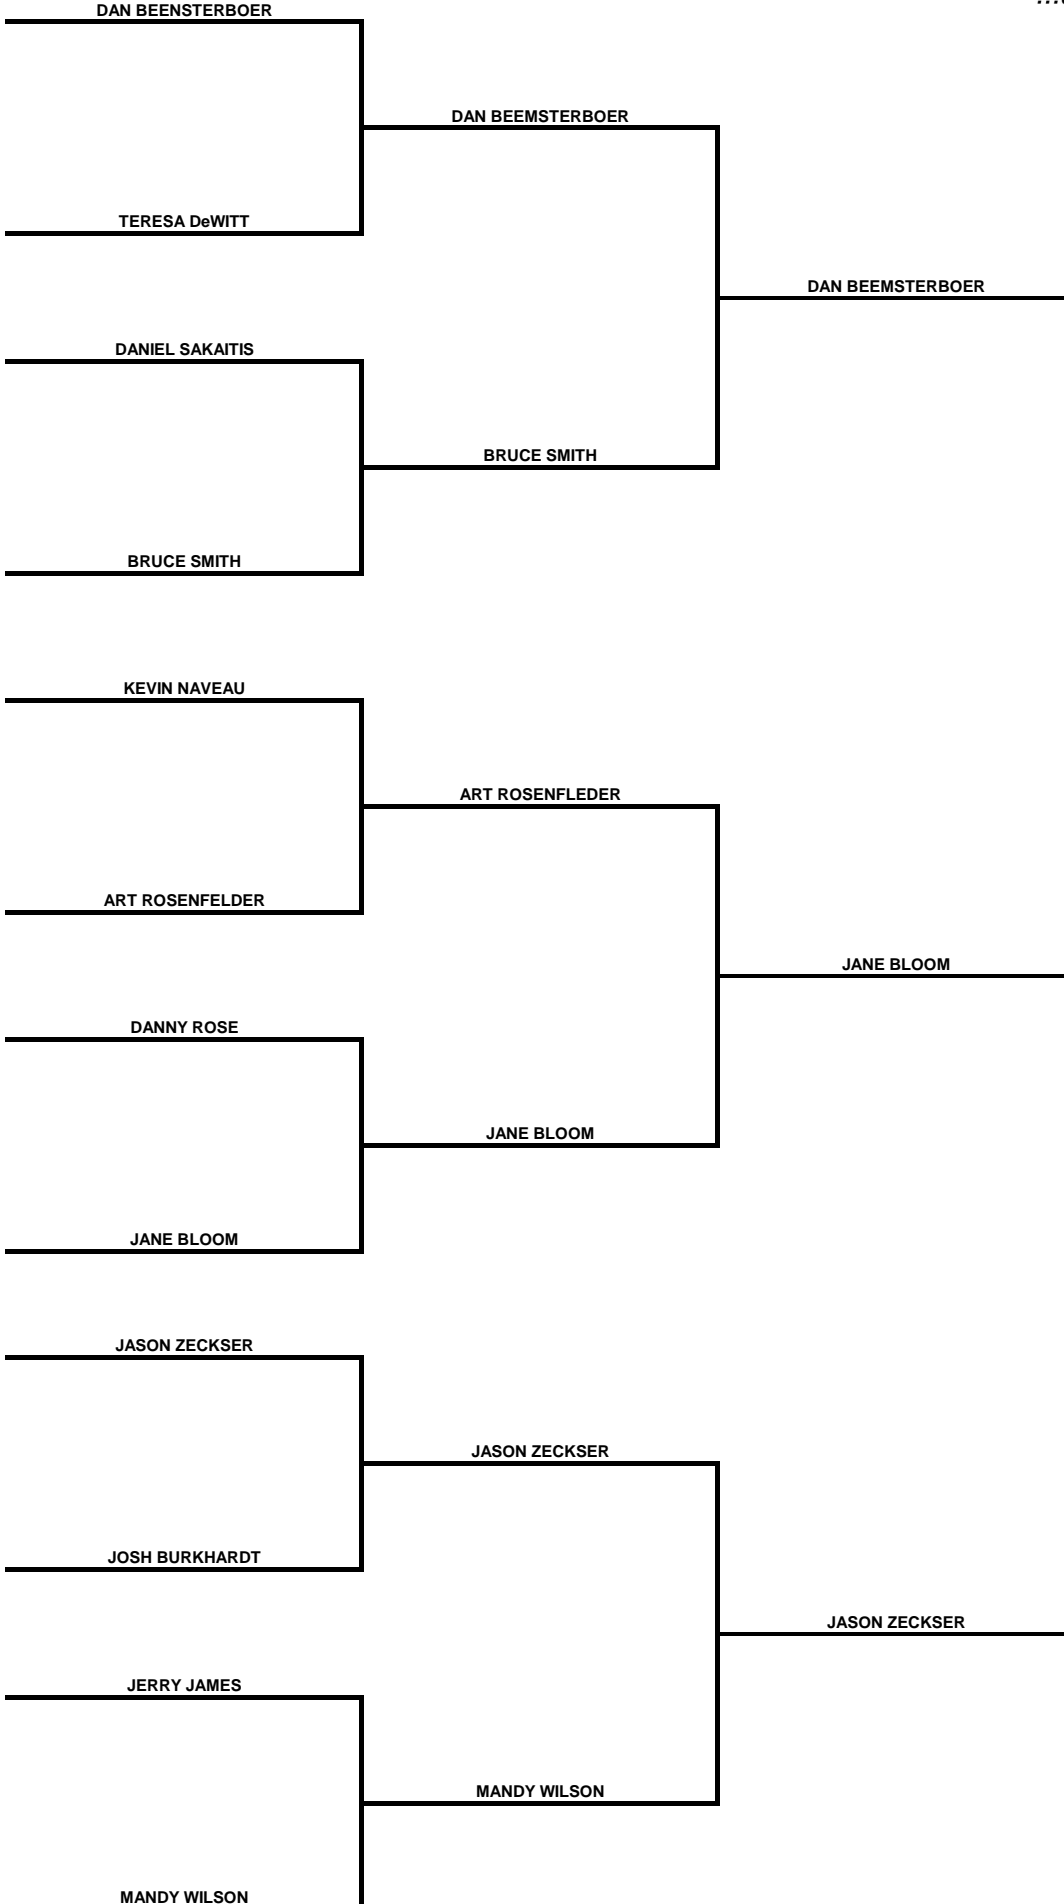 DAN BEENSTERBOER
DAN BEEMSTERBOER
TERESA DeWITT
DAN BEEMSTERBOER
DANIEL SAKAITIS
BRUCE SMITH
BRUCE SMITH
KEVIN NAVEAU
ART ROSENFLEDER
ART ROSENFELDER
JANE BLOOM
DANNY ROSE
JANE BLOOM
JANE BLOOM
JASON ZECKSER
JASON ZECKSER
JOSH BURKHARDT
JASON ZECKSER
JERRY JAMES
MANDY WILSON
MANDY WILSON